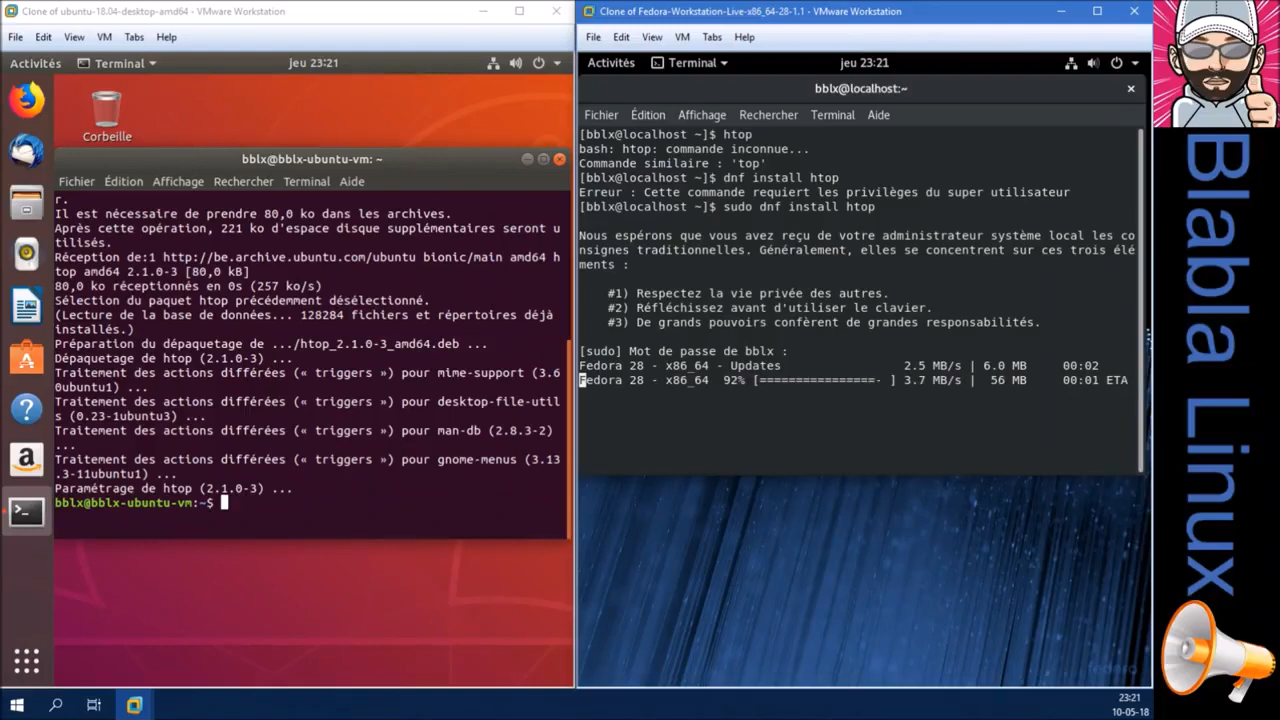 Clone of ubuntu-18.04-desktop-amd64 - VMware Workstation
File Edit View VM Tabs Help
Activités Terminal jeu 23:21
Corbeille
bblx@bblx-ubuntu-vm: ~
Fichier Édition Affichage Rechercher Terminal Aide
r.
Il est nécessaire de prendre 80,0 ko dans les archives.
Après cette opération, 221 ko d'espace disque supplémentaires seront u
tilisés.
Réception de:1 http://be.archive.ubuntu.com/ubuntu bionic/main amd64 h
top amd64 2.1.0-3 [80,0 kB]
80,0 ko réceptionnés en 0s (257 ko/s)
Sélection du paquet htop précédemment désélectionné.
(Lecture de la base de données... 128284 fichiers et répertoires déjà
installés.)
Préparation du dépaquetage de .../htop_2.1.0-3_amd64.deb ...
Dépaquetage de htop (2.1.0-3) ...
Traitement des actions différées (« triggers ») pour mime-support (3.6
0ubuntu1) ...
Traitement des actions différées (« triggers ») pour desktop-file-util
s (0.23-1ubuntu3) ...
Traitement des actions différées (« triggers ») pour man-db (2.8.3-2)
...
Traitement des actions différées (« triggers ») pour gnome-menus (3.13
.3-11ubuntu1) ...
Paramétrage de htop (2.1.0-3) ...
bblx@bblx-ubuntu-vm:~$
Clone of Fedora-Workstation-Live-x86_64-28-1.1 - VMware Workstation
File Edit View VM Tabs Help
Activités Terminal jeu 23:21
bblx@localhost:~
Fichier Édition Affichage Rechercher Terminal Aide
[bblx@localhost ~]$ htop
bash: htop: commande inconnue...
Commande similaire : 'top'
[bblx@localhost ~]$ dnf install htop
Erreur : Cette commande requiert les privilèges du super utilisateur
[bblx@localhost ~]$ sudo dnf install htop
Nous espérons que vous avez reçu de votre administrateur système local les co
nsignes traditionnelles. Généralement, elles se concentrent sur ces trois élé
ments :
#1) Respectez la vie privée des autres.
#2) Réfléchissez avant d'utiliser le clavier.
#3) De grands pouvoirs confèrent de grandes responsabilités.
[sudo] Mot de passe de bblx :
Fedora 28 - x86_64 - Updates 2.5 MB/s | 6.0 MB 00:02
Fedora 28 - x86_64 92% [================- ] 3.7 MB/s | 56 MB 00:01 ETA
fedora
Blabla Linux
23:21
10-05-18